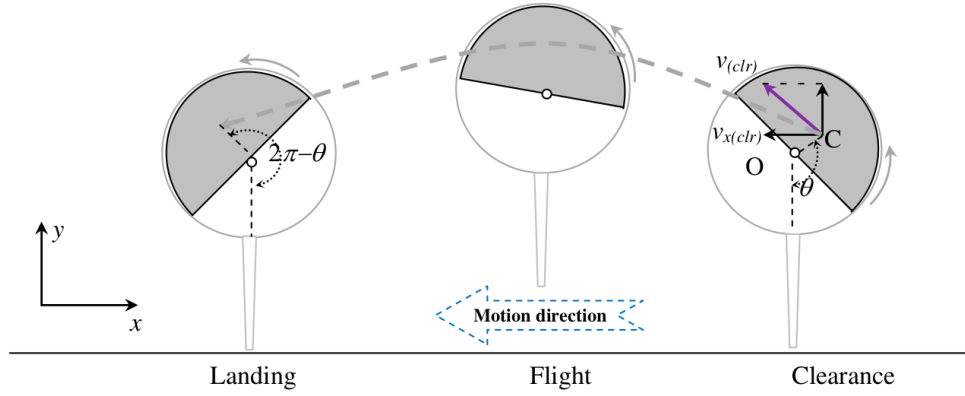 v(clr)
vx(clr)
C
O
θ
2π−θ
y
x
Motion direction
Landing
Flight
Clearance